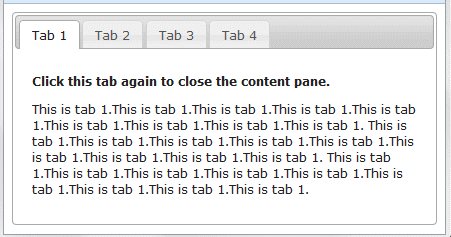 Tab 1 Tab 2 Tab 3 Tab 4
Click this tab again to close the content pane.
This is tab 1.This is tab 1.This is tab 1.This is tab 1.This is tab
1.This is tab 1.This is tab 1.This is tab 1.This is tab 1. This is
tab 1.This is tab 1.This is tab 1.This is tab 1.This is tab 1.This
is tab 1.This is tab 1.This is tab 1.This is tab 1. This is tab
1.This is tab 1.This is tab 1.This is tab 1.This is tab 1.This is
tab 1.This is tab 1.This is tab 1.This is tab 1.